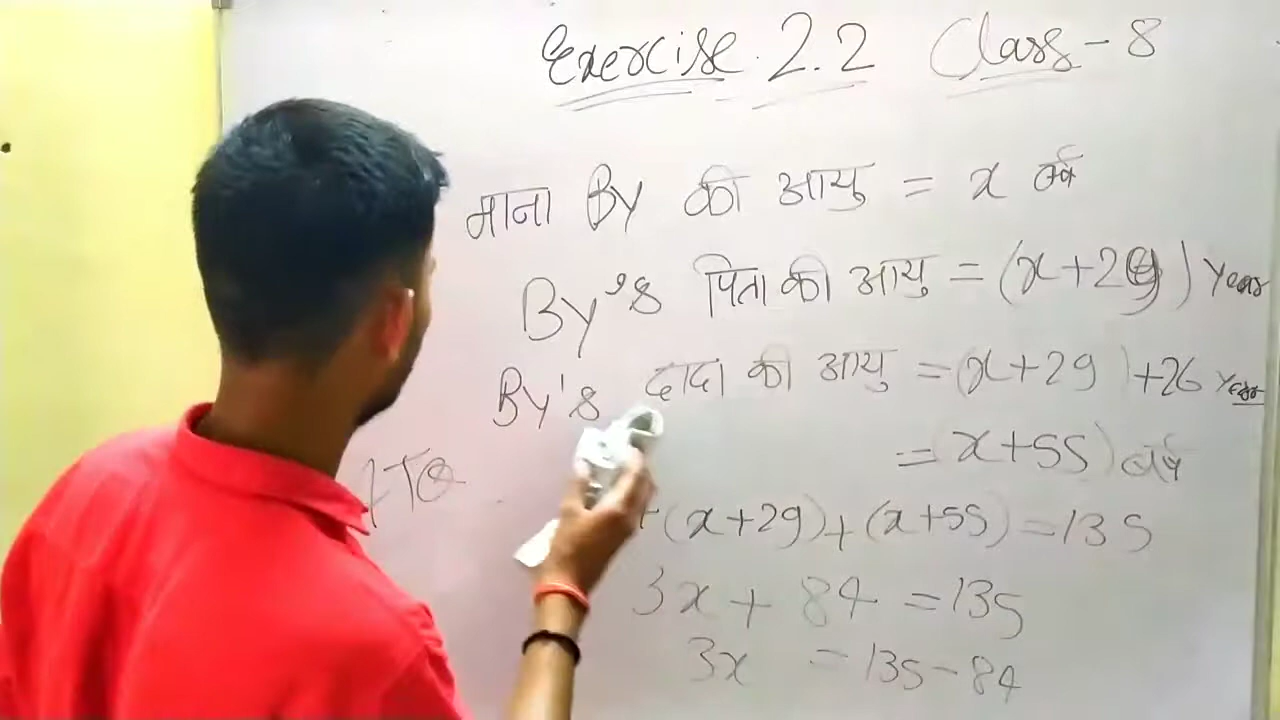 Exercise 2.2 Class-8
माना By की आयु = x वर्ष
By's पिता की आयु = (x+29) Years
By's दादा की आयु = (x+29)+26 Years
= x+55) वर्ष
ATQ
+(x+29)+(x+55)=135
3x+84=135
3x =135-84